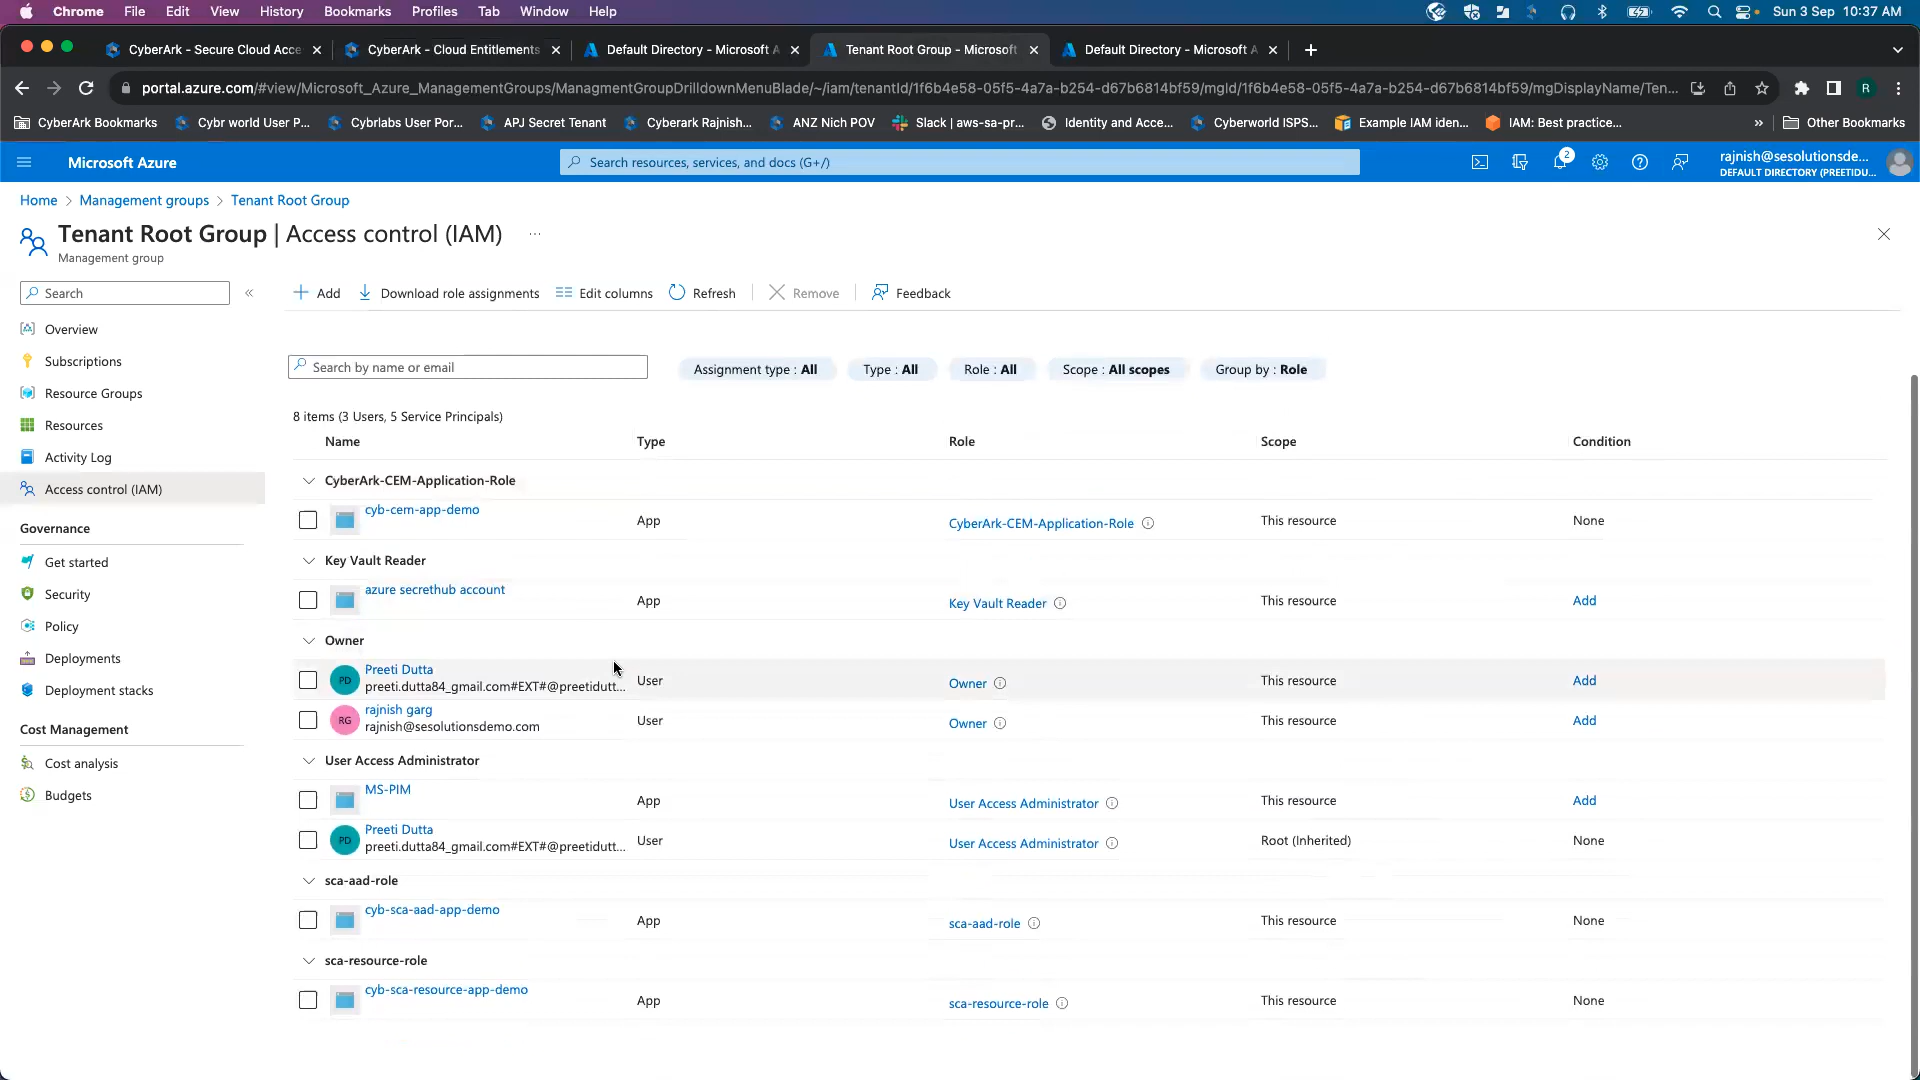 Chrome File Edit View History Bookmarks Profiles Tab Window Help Sun 3 Sep 10:37 AM
CyberArk - Secure Cloud Acce CyberArk - Cloud Entitlements Default Directory - Microsoft A Tenant Root Group - Microsoft Default Directory - Microsoft A
portal.azure.com/#view/Microsoft_Azure_ManagementGroups/ManagmentGroupDrilldownMenuBlade/~/iam/tenantId/1f6b4e58-05f5-4a7a-b254-d67b6814bf59/mgId/1f6b4e58-05f5-4a7a-b254-d67b6814bf59/mgDisplayName/Ten... R
CyberArk Bookmarks Cybr world User P... Cybrlabs User Por... APJ Secret Tenant Cyberark Rajnish... ANZ Nich POV Slack | aws-sa-pr... Identity and Acce... Cyberworld ISPS... Example IAM iden... IAM: Best practice... » Other Bookmarks
Microsoft Azure Search resources, services, and docs (G+/) 2 rajnish@sesolutionsde...
DEFAULT DIRECTORY (PREETIDU...
Home > Management groups > Tenant Root Group
Tenant Root Group | Access control (IAM) ...
Management group
Search «
Overview
Subscriptions
Resource Groups
Resources
Activity Log
Access control (IAM)
Governance
Get started
Security
Policy
Deployments
Deployment stacks
Cost Management
Cost analysis
Budgets
Add Download role assignments Edit columns Refresh Remove Feedback
Search by name or email Assignment type : All Type : All Role : All Scope : All scopes Group by : Role
8 items (3 Users, 5 Service Principals)
Name Type Role Scope Condition
CyberArk-CEM-Application-Role
cyb-cem-app-demo App CyberArk-CEM-Application-Role This resource None
Key Vault Reader
azure secrethub account App Key Vault Reader This resource Add
Owner
PD Preeti Dutta User Owner This resource Add
preeti.dutta84_gmail.com#EXT#@preetidutt...
RG rajnish garg User Owner This resource Add
rajnish@sesolutionsdemo.com
User Access Administrator
MS-PIM App User Access Administrator This resource Add
PD Preeti Dutta User User Access Administrator Root (Inherited) None
preeti.dutta84_gmail.com#EXT#@preetidutt...
sca-aad-role
cyb-sca-aad-app-demo App sca-aad-role This resource None
sca-resource-role
cyb-sca-resource-app-demo App sca-resource-role This resource None